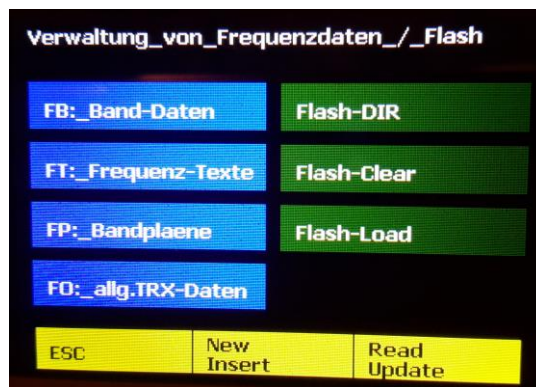 Verwaltung_von_Frequenzdaten_/_Flash
FB:_Band-Daten
Flash-DIR
FT:_Frequenz-Texte
Flash-Clear
FP:_Bandplaene
Flash-Load
FO:_allg.TRX-Daten
ESC
New
Insert
Read
Update